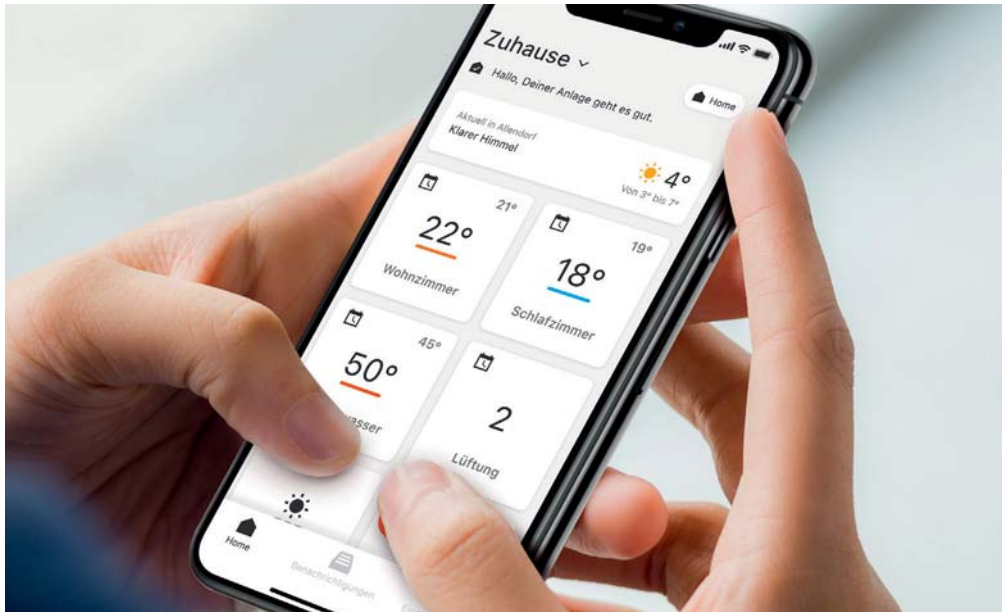 Zuhause
Hallo, Deiner Anlage geht es gut.
Home
Aktuell in Allendorf
Klarer Himmel
4°
Von 3° bis 7°
21°
22°
Wohnzimmer
19°
18°
Schlafzimmer
45°
50°
2
Lüftung
Home
Benachrichtigungen